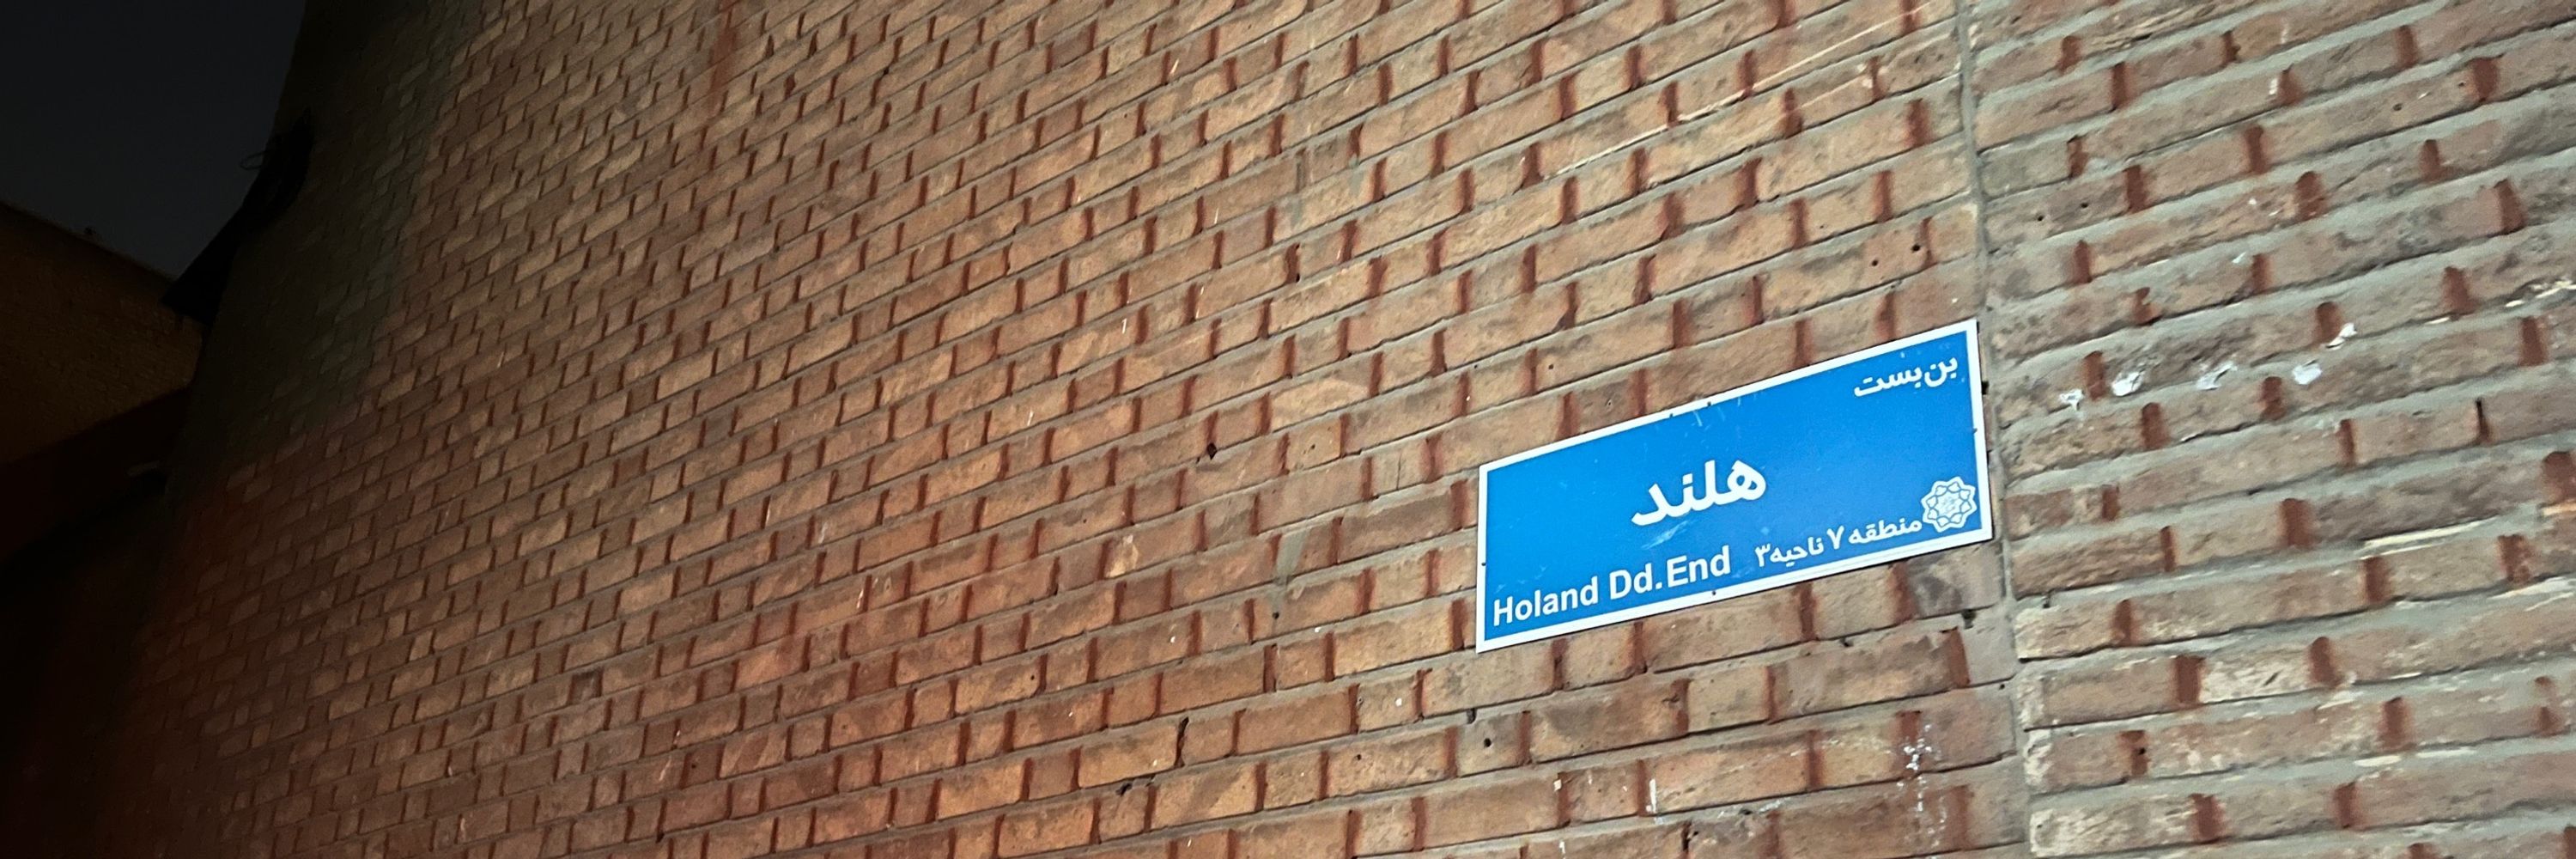 بن‌بست
هلند
منطقه ۷ ناحیه ۳
Holand Dd.End